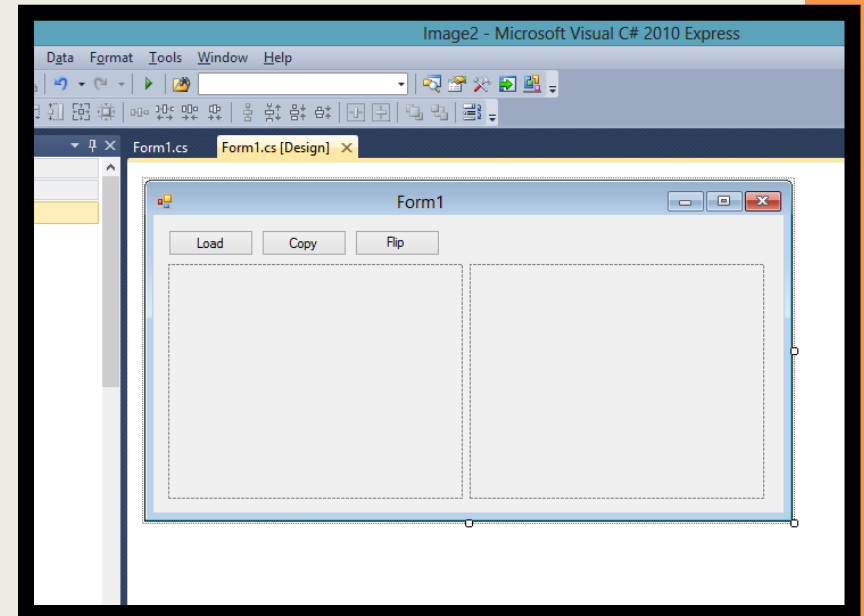 Image2 - Microsoft Visual C# 2010 Express
Data Format Tools Window Help
Form1.cs Form1.cs [Design]
Form1
Load Copy Flip